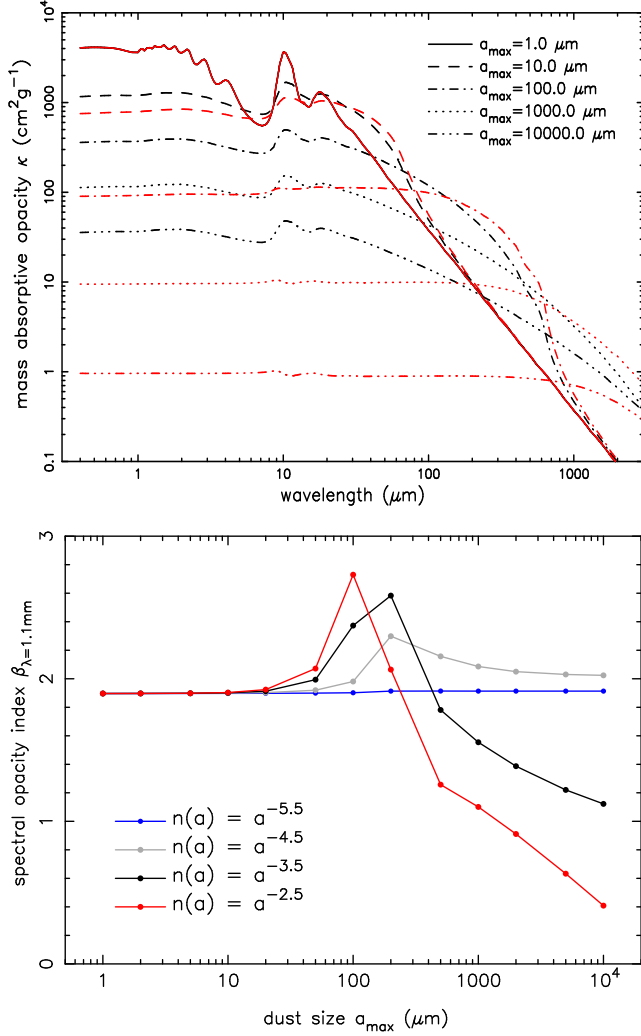 10⁴
1000
100
10
1
0.1
mass absorptive opacity κ (cm²g⁻¹)
a_max=1.0 μm
a_max=10.0 μm
a_max=100.0 μm
a_max=1000.0 μm
a_max=10000.0 μm
1 10 100 1000
wavelength (μm)
3
2
1
0
spectral opacity index β_λ=1.1mm
n(a) = a⁻⁵·⁵
n(a) = a⁻⁴·⁵
n(a) = a⁻³·⁵
n(a) = a⁻²·⁵
1 10 100 1000 10⁴
dust size a_max (μm)